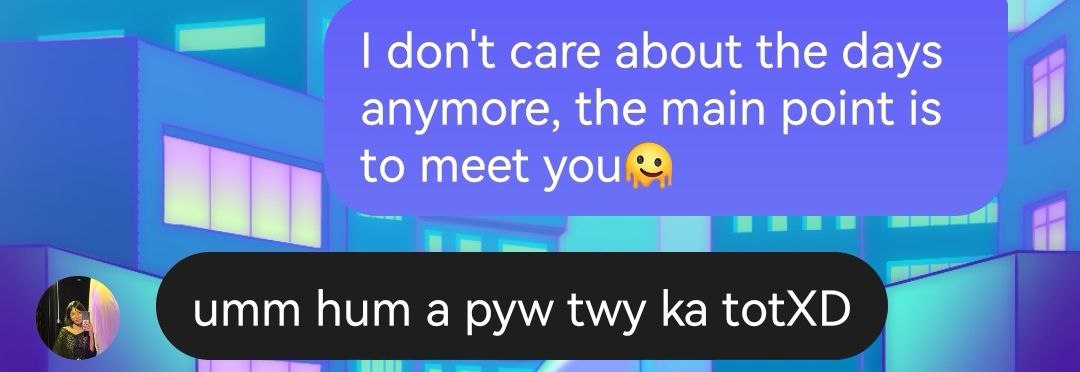 I don't care about the days
anymore, the main point is
to meet you🫠
umm hum a pyw twy ka totXD